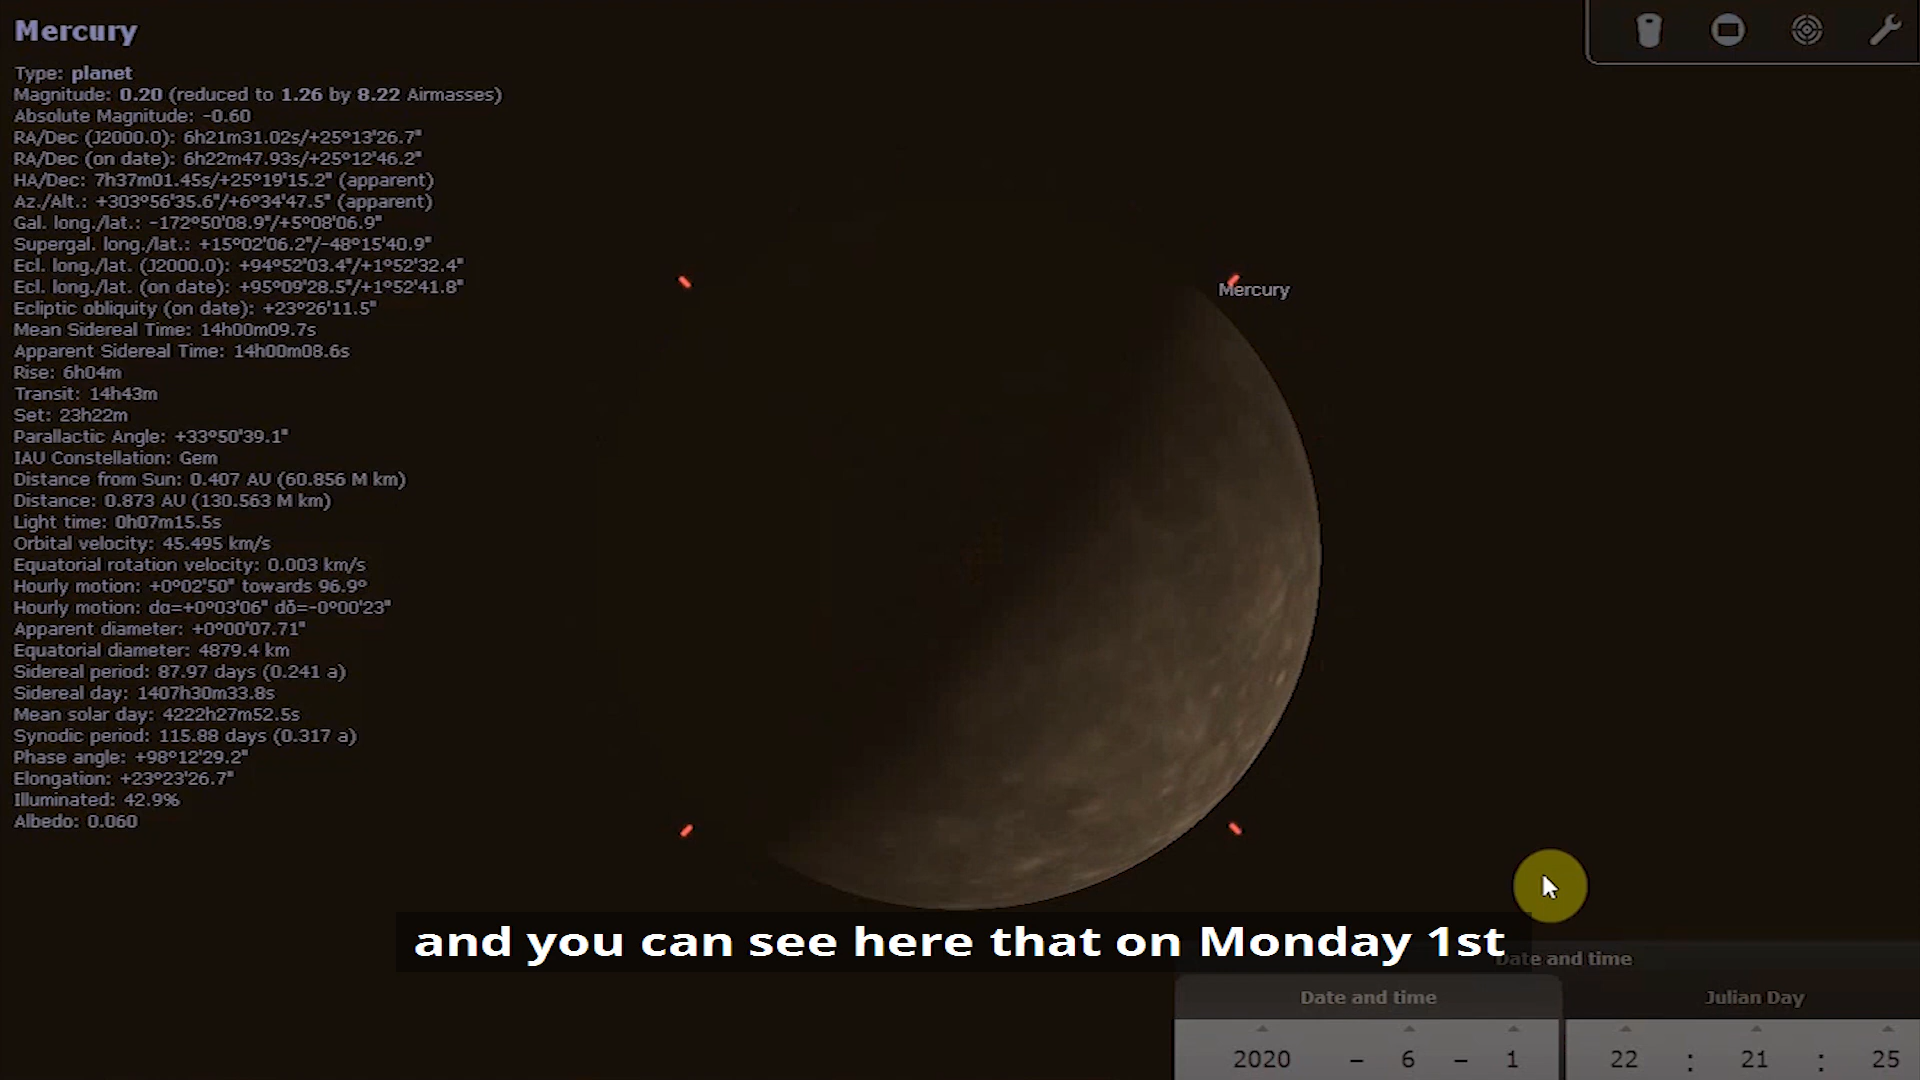 Mercury
Type: planet
Magnitude: 0.20 (reduced to 1.26 by 8.22 Airmasses)
Absolute Magnitude: -0.60
RA/Dec (J2000.0): 6h21m31.02s/+25°13'26.7"
RA/Dec (on date): 6h22m47.93s/+25°12'46.2"
HA/Dec: 7h37m01.45s/+25°19'15.2" (apparent)
Az./Alt.: +303°56'35.6"/+6°34'47.5" (apparent)
Gal. long./lat.: -172°50'08.9"/+5°08'06.9"
Supergal. long./lat.: +15°02'06.2"/-48°15'40.9"
Ecl. long./lat. (J2000.0): +94°52'03.4"/+1°52'32.4"
Ecl. long./lat. (on date): +95°09'28.5"/+1°52'41.8"
Ecliptic obliquity (on date): +23°26'11.5"
Mean Sidereal Time: 14h00m09.7s
Apparent Sidereal Time: 14h00m08.6s
Rise: 6h04m
Transit: 14h43m
Set: 23h22m
Parallactic Angle: +33°50'39.1"
IAU Constellation: Gem
Distance from Sun: 0.407 AU (60.856 M km)
Distance: 0.873 AU (130.563 M km)
Light time: 0h07m15.5s
Orbital velocity: 45.495 km/s
Equatorial rotation velocity: 0.003 km/s
Hourly motion: +0°02'50" towards 96.9°
Hourly motion: dα=+0°03'06" dδ=-0°00'23"
Apparent diameter: +0°00'07.71"
Equatorial diameter: 4879.4 km
Sidereal period: 87.97 days (0.241 a)
Sidereal day: 1407h30m33.8s
Mean solar day: 4222h27m52.5s
Synodic period: 115.88 days (0.317 a)
Phase angle: +98°12'29.2"
Elongation: +23°23'26.7"
Illuminated: 42.9%
Albedo: 0.060
Mercury
and you can see here that on Monday 1st
Date and time
Date and time Julian Day
2020 - 6 - 1 22 : 21 : 25